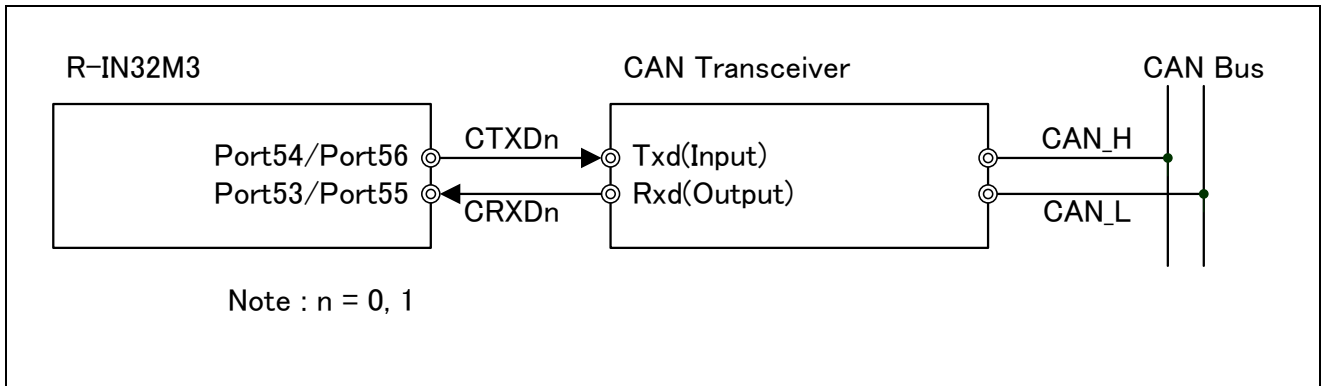 R-IN32M3
CAN Transceiver
CAN Bus
Port54/Port56
CTXDn
Txd(Input)
CAN_H
Port53/Port55
CRXDn
Rxd(Output)
CAN_L
Note : n = 0, 1